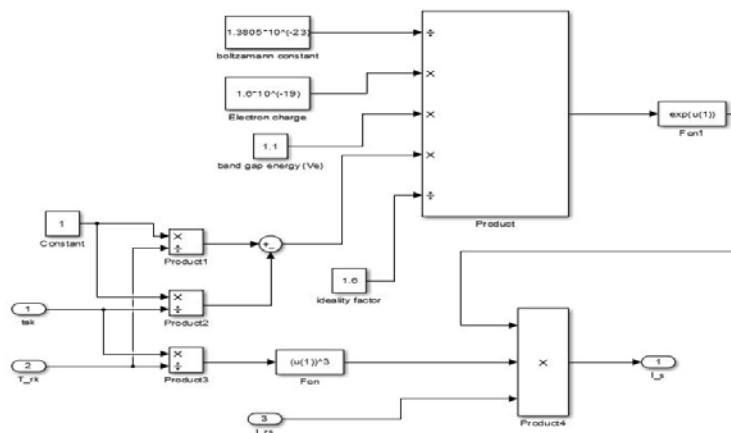 1.3805*10^(-23)
boltzamann constant
1.6*10^(-19)
Electron charge
1.1
band gap energy (Ve)
÷
×
×
×
÷
Product
exp(u(1))
Fcn1
1
Constant
×
÷
Product1
+
-
1.6
ideality factor
1
tak
×
÷
Product2
2
T_rk
×
÷
Product3
(u(1))^3
Fcn
×
Product4
1
I_s
3
I_rs